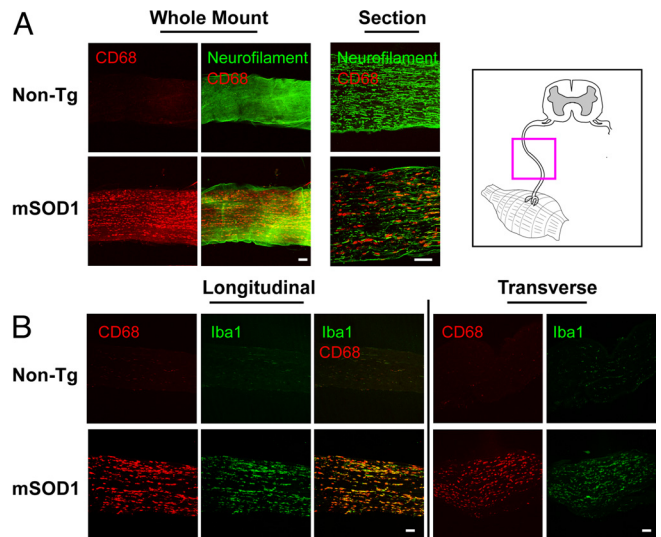 A
Whole Mount
Section
CD68
Neurofilament
CD68
Neurofilament
CD68
Non-Tg
mSOD1
B
Longitudinal
Transverse
CD68
Iba1
Iba1
CD68
CD68
Iba1
Non-Tg
mSOD1